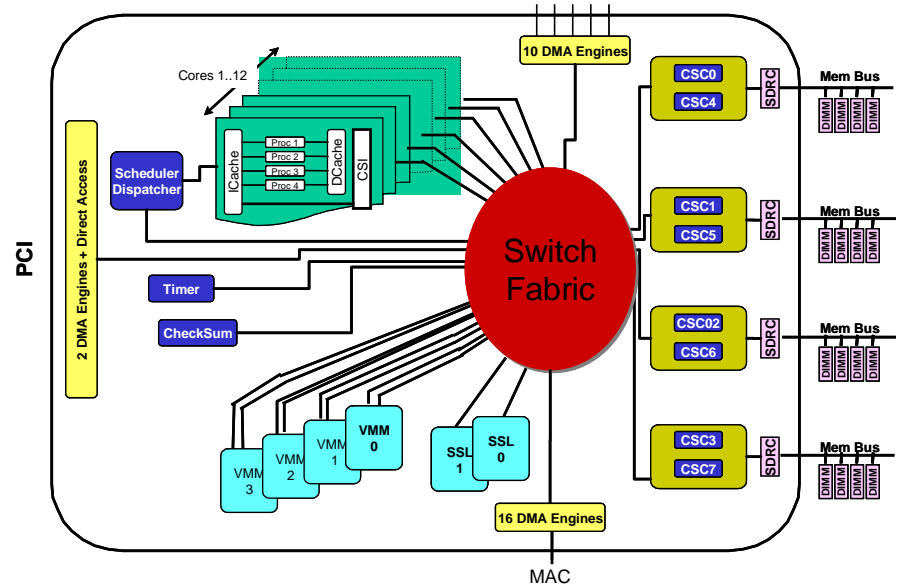 10 DMA Engines
Cores 1..12
ICache
Proc 1
Proc 2
Proc 3
Proc 4
DCache
CSI
Scheduler
Dispatcher
PCI
2 DMA Engines + Direct Access
Timer
CheckSum
Switch
Fabric
VMM
3
VMM
2
VMM
1
VMM
0
SSL
1
SSL
0
16 DMA Engines
MAC
CSC0
CSC4
SDRC
Mem Bus
DIMM
DIMM
DIMM
DIMM
CSC1
CSC5
SDRC
Mem Bus
DIMM
DIMM
DIMM
DIMM
CSC02
CSC6
SDRC
Mem Bus
DIMM
DIMM
DIMM
DIMM
CSC3
CSC7
SDRC
Mem Bus
DIMM
DIMM
DIMM
DIMM